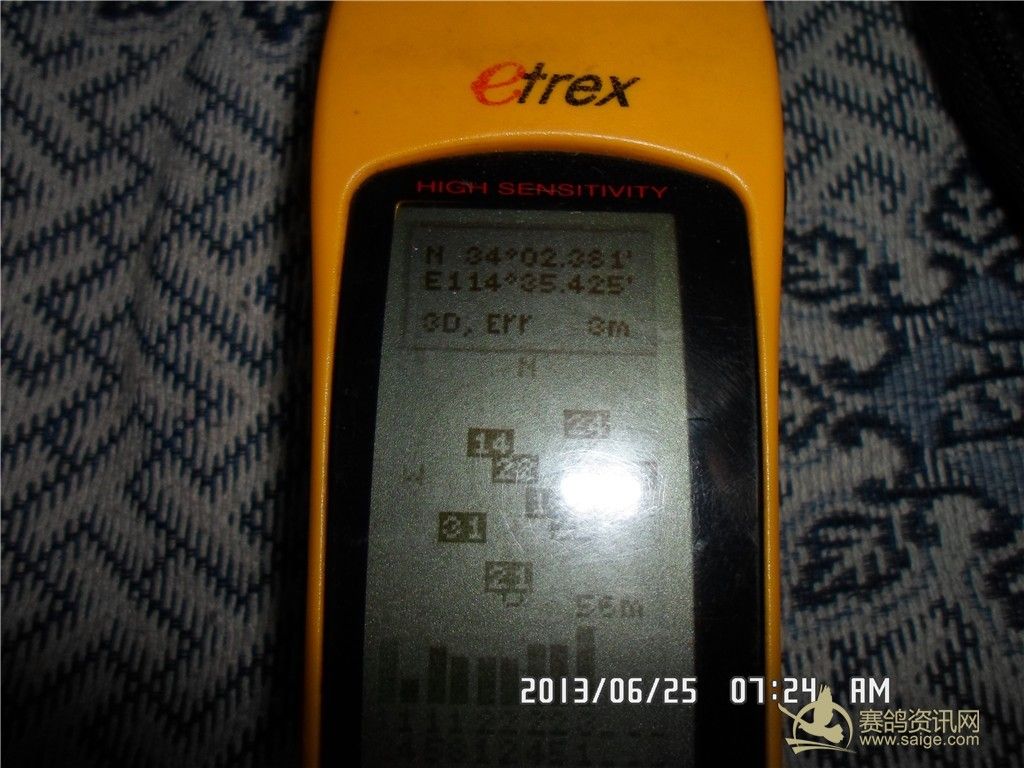 etrex
HIGH SENSITIVITY
N 34°02.381'
E114°35.425'
3D, Err 3m
N
14
31
56m
2013/06/25 07:24 AM
赛鸽资讯网
www.saige.com